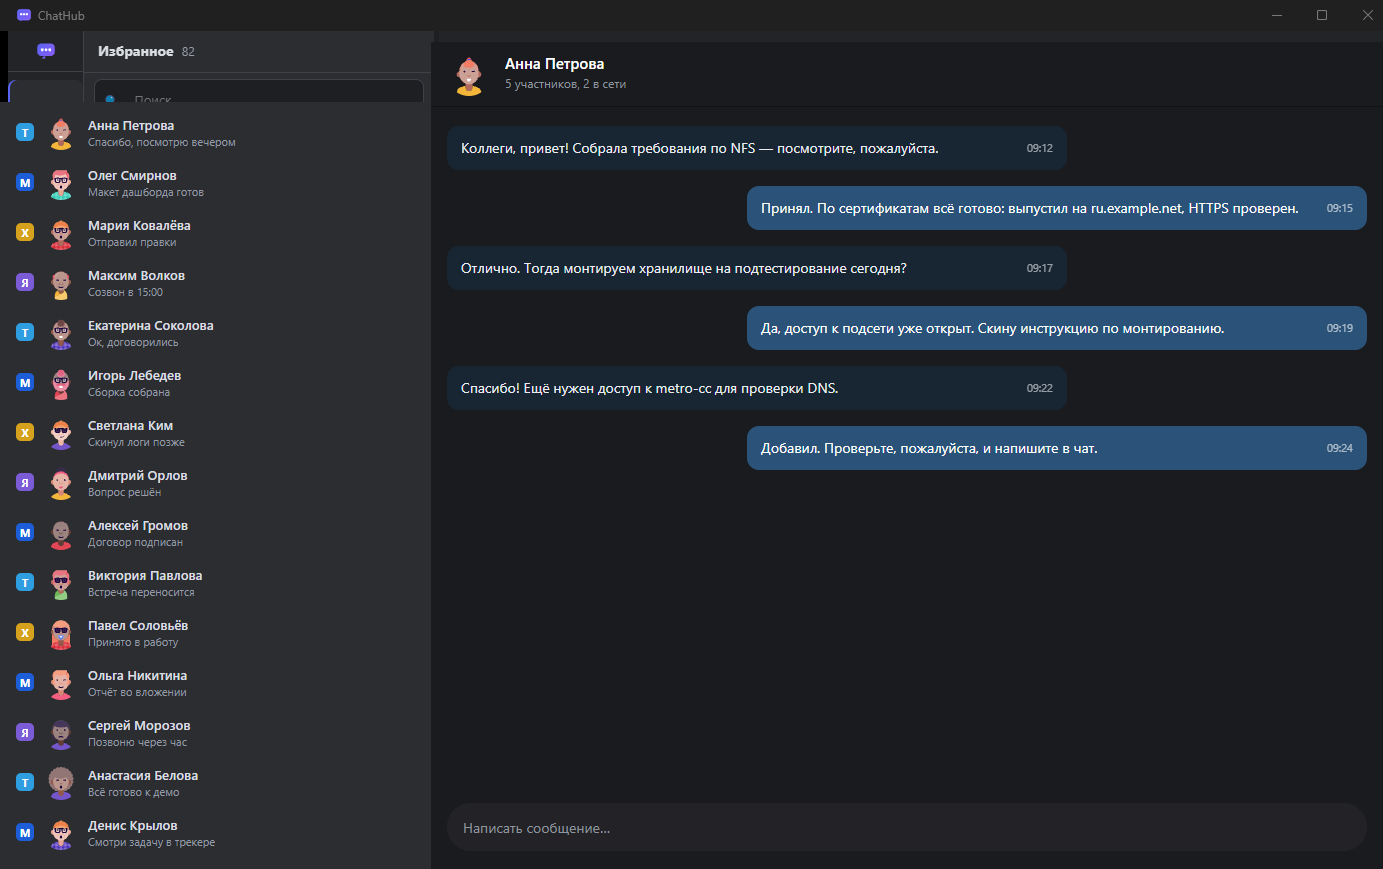 ChatHub
Избранное 82
Поиск
Т
Анна Петрова
Спасибо, посмотрю вечером
М
Олег Смирнов
Макет дашборда готов
Х
Мария Ковалёва
Отправил правки
Я
Максим Волков
Созвон в 15:00
Т
Екатерина Соколова
Ок, договорились
М
Игорь Лебедев
Сборка собрана
Х
Светлана Ким
Скинул логи позже
Я
Дмитрий Орлов
Вопрос решён
М
Алексей Громов
Договор подписан
Т
Виктория Павлова
Встреча переносится
Х
Павел Соловьёв
Принято в работу
М
Ольга Никитина
Отчёт во вложении
Я
Сергей Морозов
Позвоню через час
Т
Анастасия Белова
Всё готово к демо
М
Денис Крылов
Смотри задачу в трекере
Анна Петрова
5 участников, 2 в сети
Коллеги, привет! Собрала требования по NFS — посмотрите, пожалуйста. 09:12
Принял. По сертификатам всё готово: выпустил на ru.example.net, HTTPS проверен. 09:15
Отлично. Тогда монтируем хранилище на подтестирование сегодня? 09:17
Да, доступ к подсети уже открыт. Скину инструкцию по монтированию. 09:19
Спасибо! Ещё нужен доступ к metro-cc для проверки DNS. 09:22
Добавил. Проверьте, пожалуйста, и напишите в чат. 09:24
Написать сообщение...